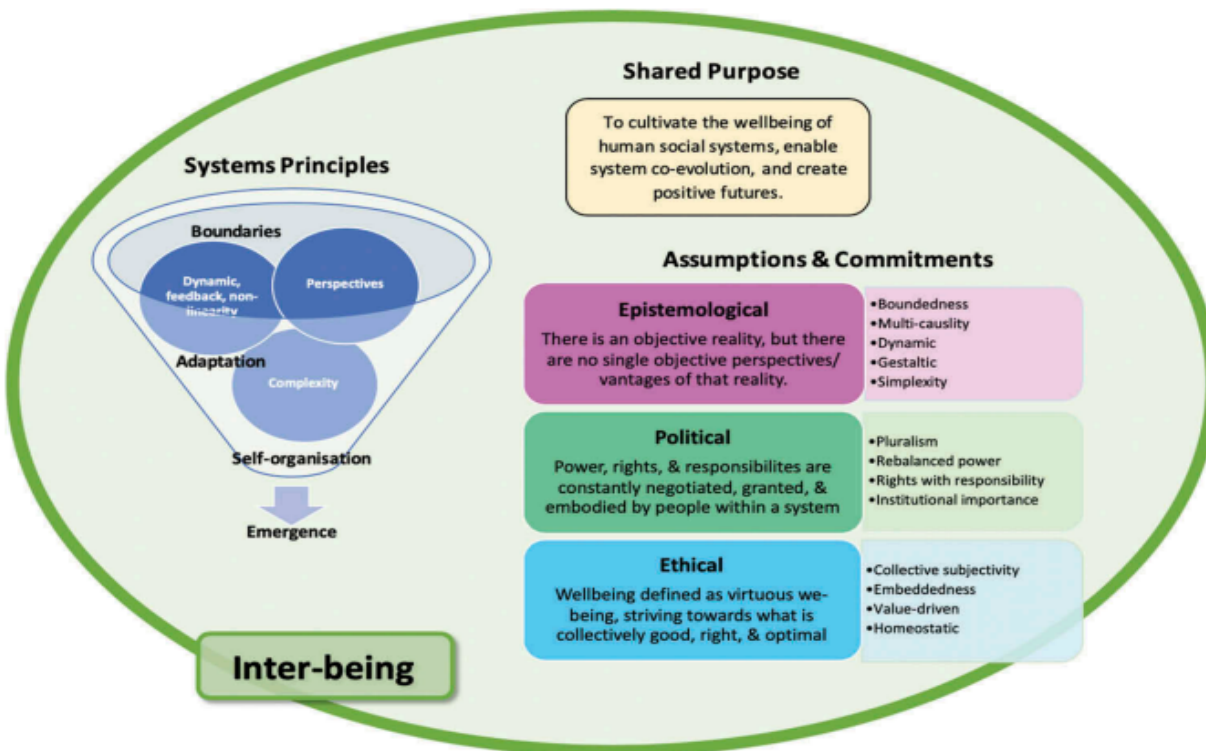 Shared Purpose
To cultivate the wellbeing of
human social systems, enable
system co-evolution, and create
positive futures.
Systems Principles
Boundaries
Dynamic,
feedback, non-
linearity
Perspectives
Adaptation
Complexity
Self-organisation
Emergence
Assumptions & Commitments
Epistemological
There is an objective reality, but there
are no single objective perspectives/
vantages of that reality.
•Boundedness
•Multi-causlity
•Dynamic
•Gestaltic
•Simplexity
Political
Power, rights, & responsibilites are
constantly negotiated, granted, &
embodied by people within a system
•Pluralism
•Rebalanced power
•Rights with responsibility
•Institutional importance
Ethical
Wellbeing defined as virtuous we-
being, striving towards what is
collectively good, right, & optimal
•Collective subjectivity
•Embeddedness
•Value-driven
•Homeostatic
Inter-being